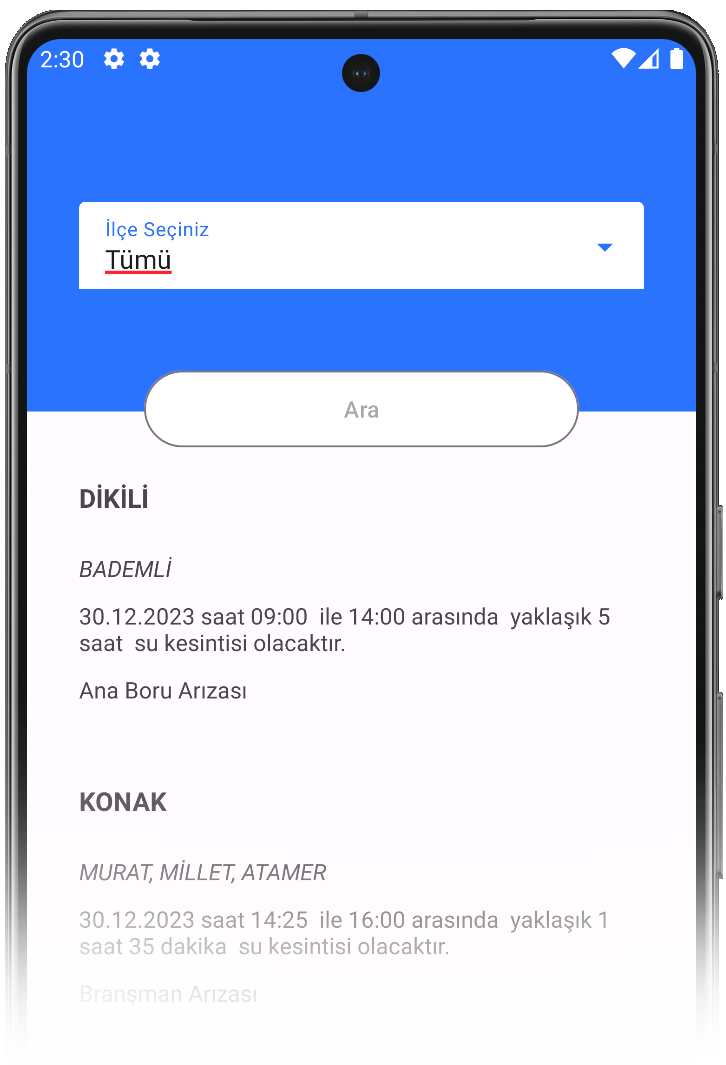 2:30
İlçe Seçiniz
Tümü
Ara
DİKİLİ
BADEMLİ
30.12.2023 saat 09:00  ile 14:00 arasında  yaklaşık 5
saat  su kesintisi olacaktır.
Ana Boru Arızası
KONAK
MURAT, MİLLET, ATAMER
30.12.2023 saat 14:25  ile 16:00 arasında  yaklaşık 1
saat 35 dakika  su kesintisi olacaktır.
Branşman Arızası